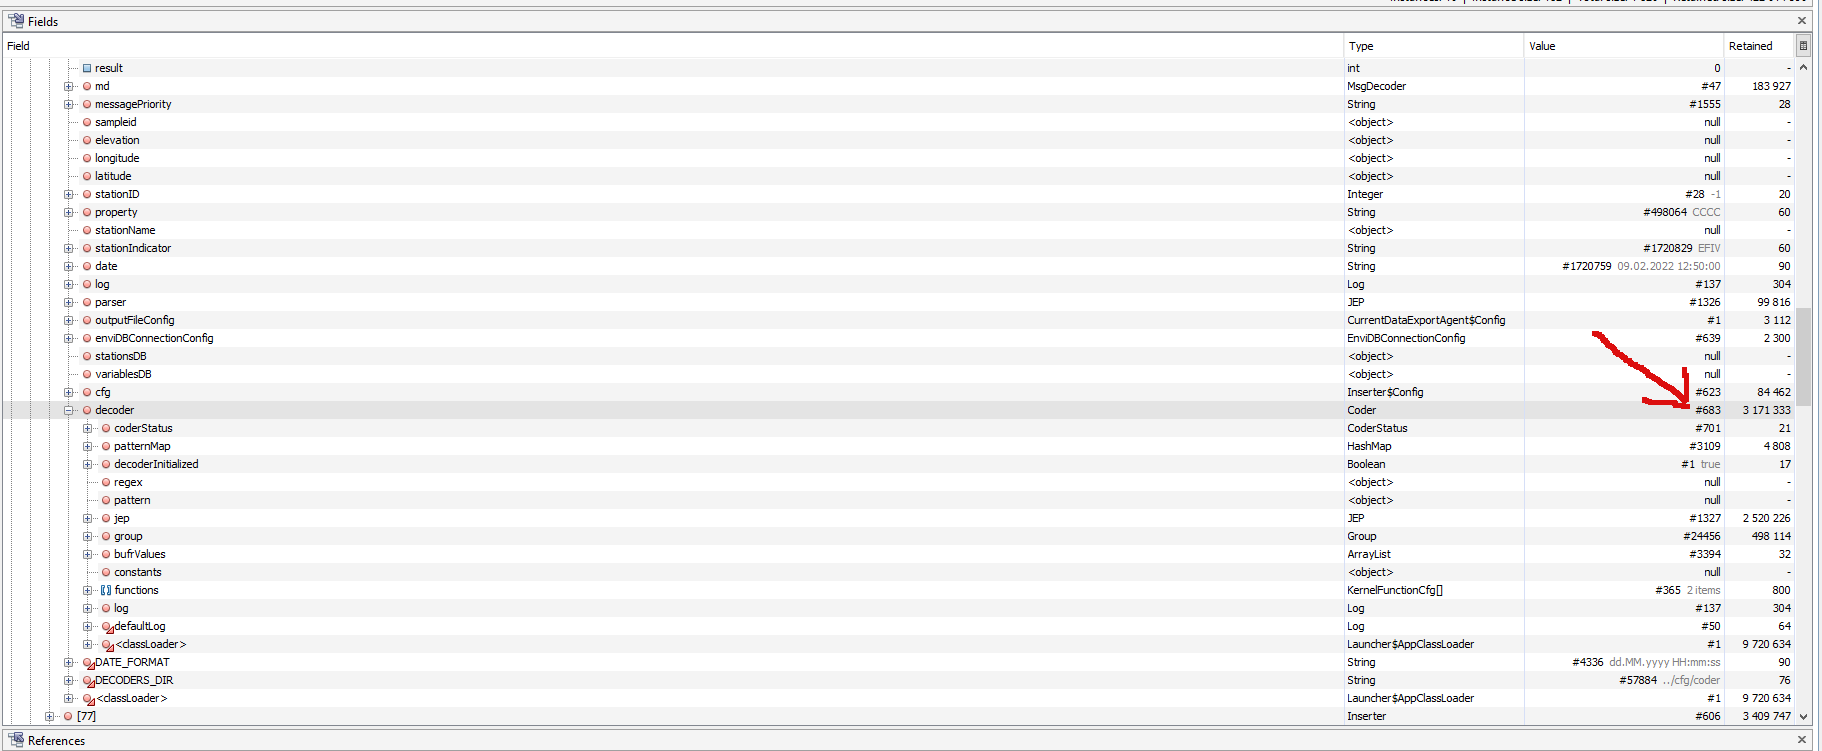 Fields
Field Type Value Retained
result int 0 -
md MsgDecoder #47 183 927
messagePriority String #1555 28
sampleid <object> null -
elevation <object> null -
longitude <object> null -
latitude <object> null -
stationID Integer #28 -1 20
property String #498064 CCCC 60
stationName <object> null -
stationIndicator String #1720829 EFIV 60
date String #1720759 09.02.2022 12:50:00 90
log Log #137 304
parser JEP #1326 99 816
outputFileConfig CurrentDataExportAgent$Config #1 3 112
enviDBConnectionConfig EnviDBConnectionConfig #639 2 300
stationsDB <object> null -
variablesDB <object> null -
cfg Inserter$Config #623 84 462
decoder Coder #683 3 171 333
coderStatus CoderStatus #701 21
patternMap HashMap #3109 4 808
decoderInitialized Boolean #1 true 17
regex <object> null -
pattern <object> null -
jep JEP #1327 2 520 226
group Group #24456 498 114
bufrValues ArrayList #3394 32
constants <object> null -
functions KernelFunctionCfg[] #365 2 items 800
log Log #137 304
defaultLog Log #50 64
<classLoader> Launcher$AppClassLoader #1 9 720 634
DATE_FORMAT String #4336 dd.MM.yyyy HH:mm:ss 90
DECODERS_DIR String #57884 ../cfg/coder 76
<classLoader> Launcher$AppClassLoader #1 9 720 634
[77] Inserter #606 3 409 747
References